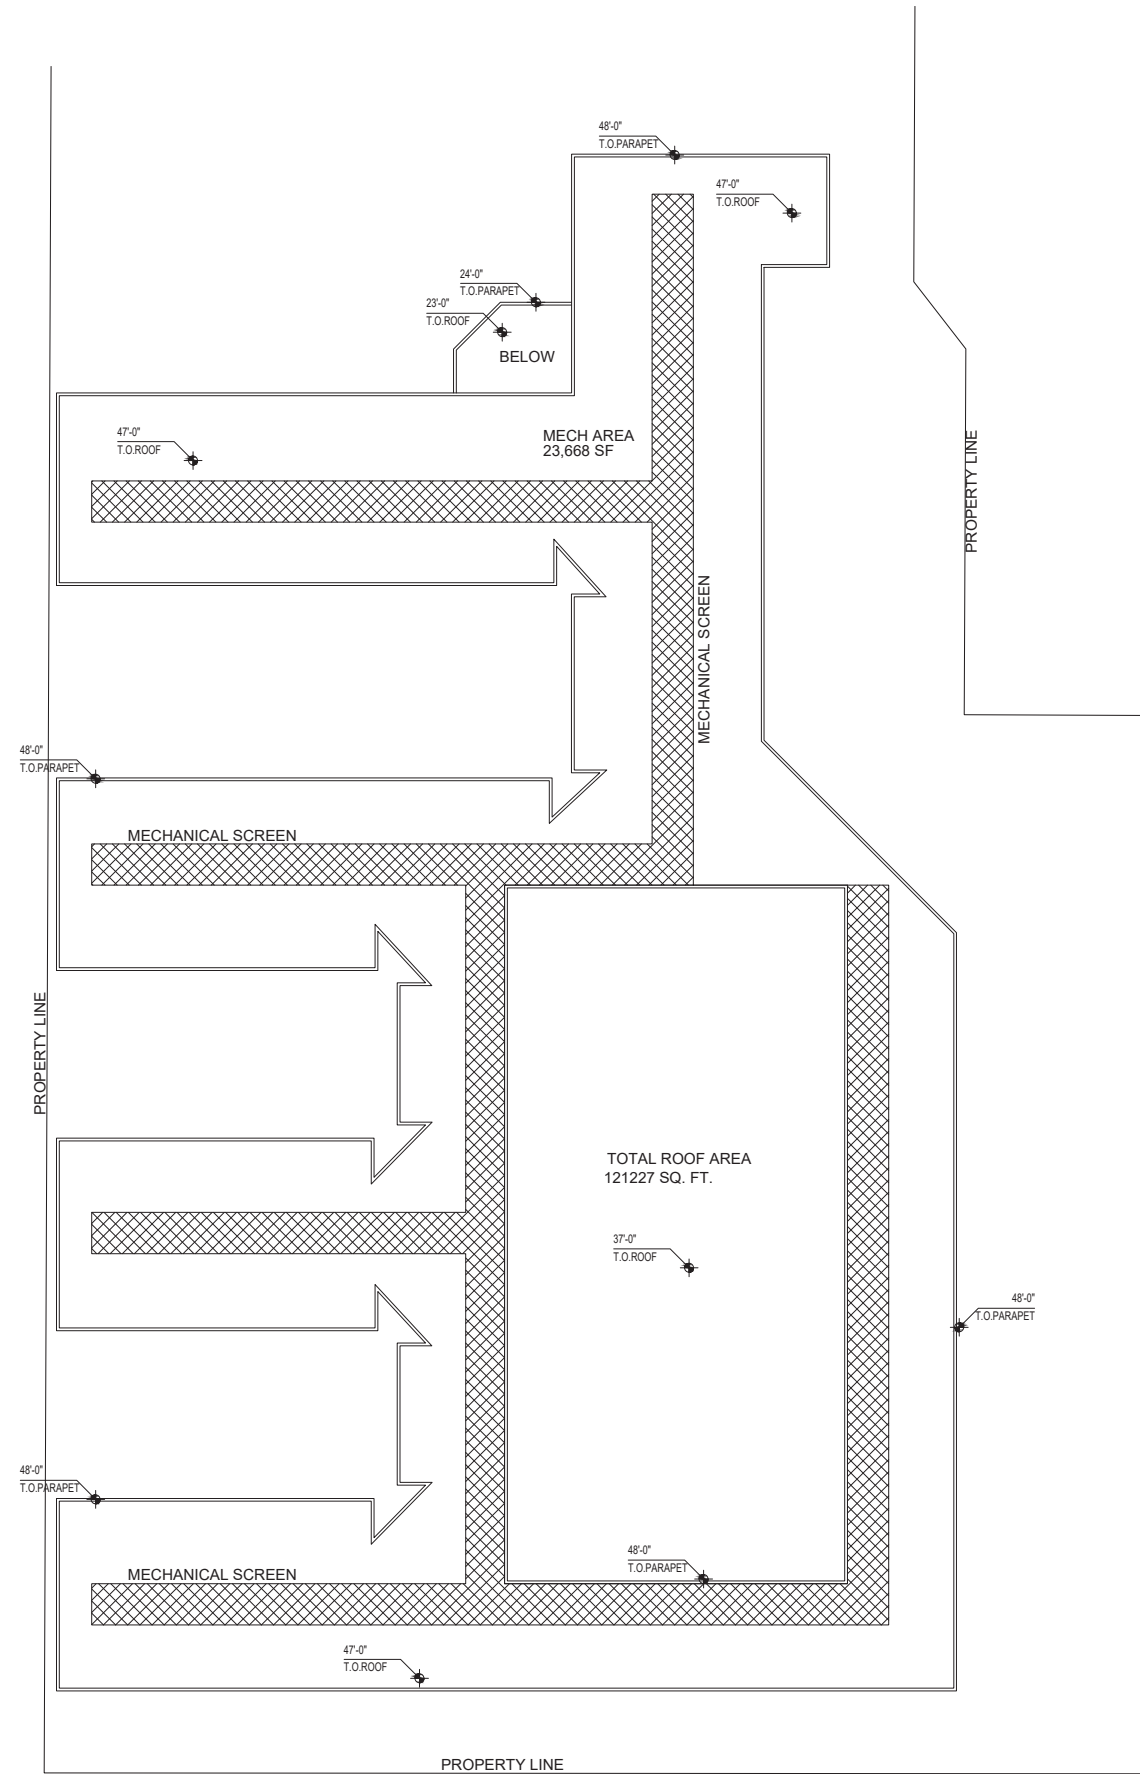 48'-0"
T.O.PARAPET
47'-0"
T.O.ROOF
24'-0"
T.O.PARAPET
23'-0"
T.O.ROOF
BELOW
47'-0"
T.O.ROOF
MECH AREA
23,668 SF
PROPERTY LINE
MECHANICAL SCREEN
48'-0"
T.O.PARAPET
MECHANICAL SCREEN
PROPERTY LINE
TOTAL ROOF AREA
121227 SQ. FT.
37'-0"
T.O.ROOF
48'-0"
T.O.PARAPET
48'-0"
T.O.PARAPET
48'-0"
T.O.PARAPET
MECHANICAL SCREEN
47'-0"
T.O.ROOF
PROPERTY LINE